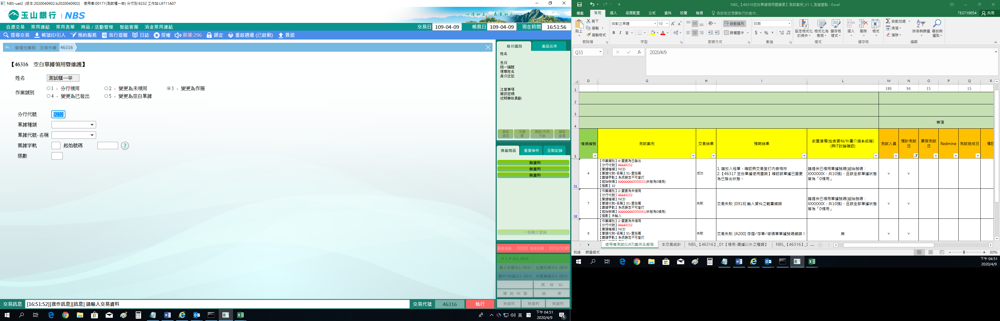 NBS-uat2 (版本:2020040902.b2020040902) 使用者:00171(測試櫃一辛) 分行別:9232 工作站:L9711A07
玉山銀行 | NBS
心清如玉, 義重如山。
自選交易 常用連結 常用表單 商品 / 活動管理 智能客服 消金常用連結
交易日 109-04-09 帳務日 109-04-09 現在時間 16:51:56
搜尋交易 帳號ID引入 預約服務 蒞行提醒 日誌 授權 廣播:296 鎖定 重啟週邊 (已啟動) 簽退
管理性業務 日常作業 46316
【46316 空白單據領用暨維護】
姓名 測試櫃一辛
作業類別
1 - 分行領用 2 - 變更為未領用 3 - 變更為作廢
4 - 變更為已發出 5 - 變更為空白單據
分行代號 9232
單據種類
單據代號-名稱
票據字軌 起始號碼 ?
張數
身分識別 產品往來
姓名
生日
統一編號
理專姓名
身分註記
注意事項
簡訊密碼
近期事故異動
顧客資訊 手續費 通路/共同行銷 顧客影像
推薦商品 重要事件 互動記錄
無資料
無資料
無資料
一般轉介登錄
服務號碼: 0000 等候時間: 00分00秒
V I P:0人 00分
個人交易:0人 00分 企業交易:0人 00分
開戶/申請:0人 00分 外匯業務:0人 00分
再 呼 叫
預 約 叫 號 結 束
無資料 無資料 無資料
交易訊息 [16:51:52][操作訊息][訊息] 請輸入交易資料 交易代號 46316 執行
英 下午 04:51
2020/4/9
6
NBS_【46316空白單據領用暨變更】測試案例_V1.1_測資盤點 - Excel
檔案 常用 插入 版面配置 公式 資料 校閱 檢視 告訴我您想要執行的動作... TEST19054 共用
貼上 剪下 複製 複製格式 剪貼簿
微軟正黑體 10 字型
自動換列 跨欄置中 對齊方式
日期 數值
設定格式化的條件 格式化為表格 儲存格樣式 樣式
插入 刪除 格式 儲存格
自動加總 填滿 清除 排序與篩選 尋找與選取 編輯
Q33 fx 2020/4/9
D G H I L M N O P Q R
1 186 94 15 15
2
3
4 專項
5 情境編號 測試案例 交易結果 預期結果 前置準備(包含資料/外圍介接系統等)(與IT討論確認) 測試人員 預計測試日 實際測試日 Redmine 測試完成日 備註
【作業類別】4-變更為已發出
【分行代號】00159232
【單據種類】NCD
【單據代號-名稱】51-壹拾萬
【票據字軌】系統鎖定不可登打
【起始號碼】XXXXXXX0000031(狀態為0領用)
【張數】10
35 4 成功
1. 請放入短單，確認與交易登打內容相符
2.【46317 空白單據使用查詢】確認該單據已變更為已發出狀態。
請提供已領用單據號碼(起始號碼：
XXXXXXX，共10張)，且該全部單據狀態
皆為「0領用」
v v
【作業類別】2-變更為未領用
【分行代號】00159232
【單據種類】NCD
【單據代號-名稱】51-壹拾萬
【票據字軌】系統鎖定不可登打
【起始號碼】XXXXXXX0000041(狀態為0領用)
【張數】未輸入
38 7 失敗 交易失敗: [0918] 輸入資料之範圍錯誤
請提供已領用單據號碼(起始號碼：
XXXXXXX，共10張)，且該全部單據狀態
皆為「0領用」
v v
【作業類別】2-變更為未領用
【分行代號】00159232
【單據種類】NCD
【單據代號-名稱】51-壹拾萬
【票據字軌】系統鎖定不可登打
9 失敗 交易失敗: [4200] 存摺/存單/密碼單單據號碼錯誤！ 無 v v
使用者測試(UAT)案例＆報告 本交易統計 NBS_【46316】_01【領用-票據以外之種類】 NBS_【46316】_0 ...
就緒 篩選模式 80%
下午 04:51
2020/4/9